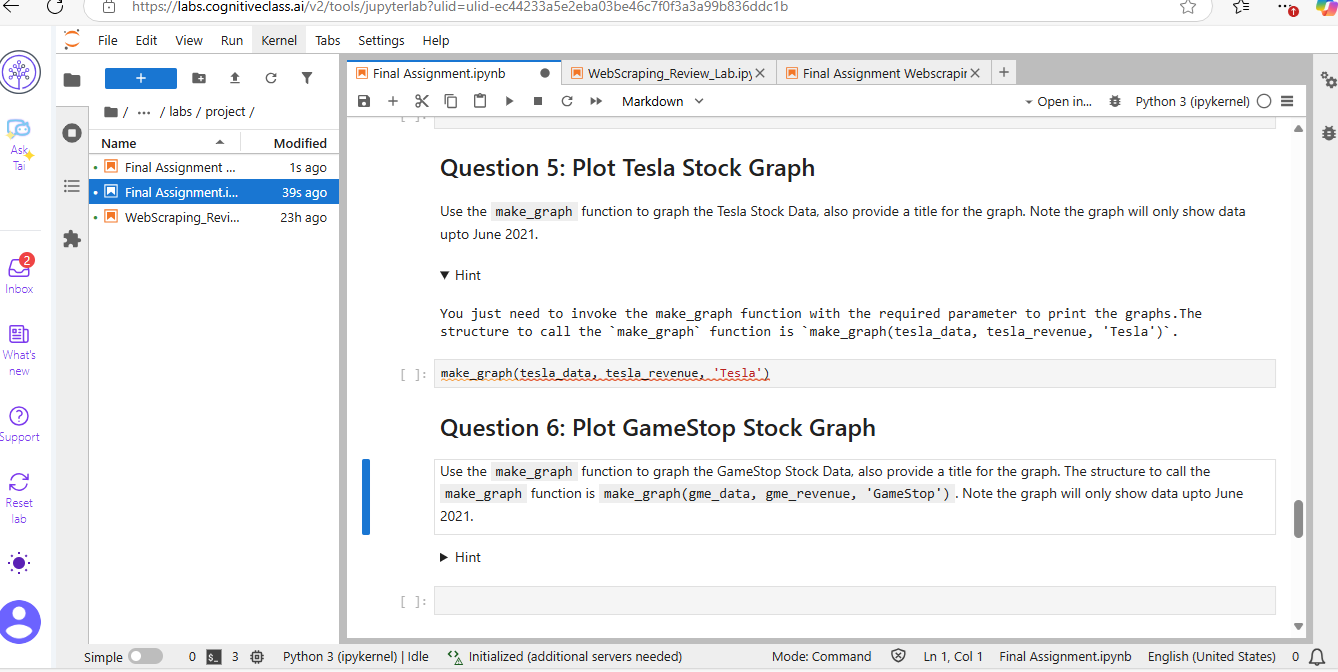 https://labs.cognitiveclass.ai/v2/tools/jupyterlab?ulid=ulid-ec44233a5e2eba03be46c7f0f3a3a99b836ddc1b
File Edit View Run Kernel Tabs Settings Help
Final Assignment.ipynb
WebScraping_Review_Lab.ipy
Final Assignment Webscrapin
+
/ ... / labs / project /
Markdown
Open in...
Python 3 (ipykernel)
Name Modified
Final Assignment ... 1s ago
Final Assignment.i... 39s ago
WebScraping_Revi... 23h ago
Ask
Tai
2
Inbox
What's
new
Support
Reset
lab
[ ]:
Question 5: Plot Tesla Stock Graph
Use the make_graph function to graph the Tesla Stock Data, also provide a title for the graph. Note the graph will only show data
upto June 2021.
Hint
You just need to invoke the make_graph function with the required parameter to print the graphs.The
structure to call the `make_graph` function is `make_graph(tesla_data, tesla_revenue, 'Tesla')`.
[ ]: make_graph(tesla_data, tesla_revenue, 'Tesla')
Question 6: Plot GameStop Stock Graph
Use the make_graph function to graph the GameStop Stock Data, also provide a title for the graph. The structure to call the
make_graph function is make_graph(gme_data, gme_revenue, 'GameStop'). Note the graph will only show data upto June
2021.
Hint
[ ]:
Simple 0 $_ 3 Python 3 (ipykernel) | Idle Initialized (additional servers needed) Mode: Command Ln 1, Col 1 Final Assignment.ipynb English (United States) 0